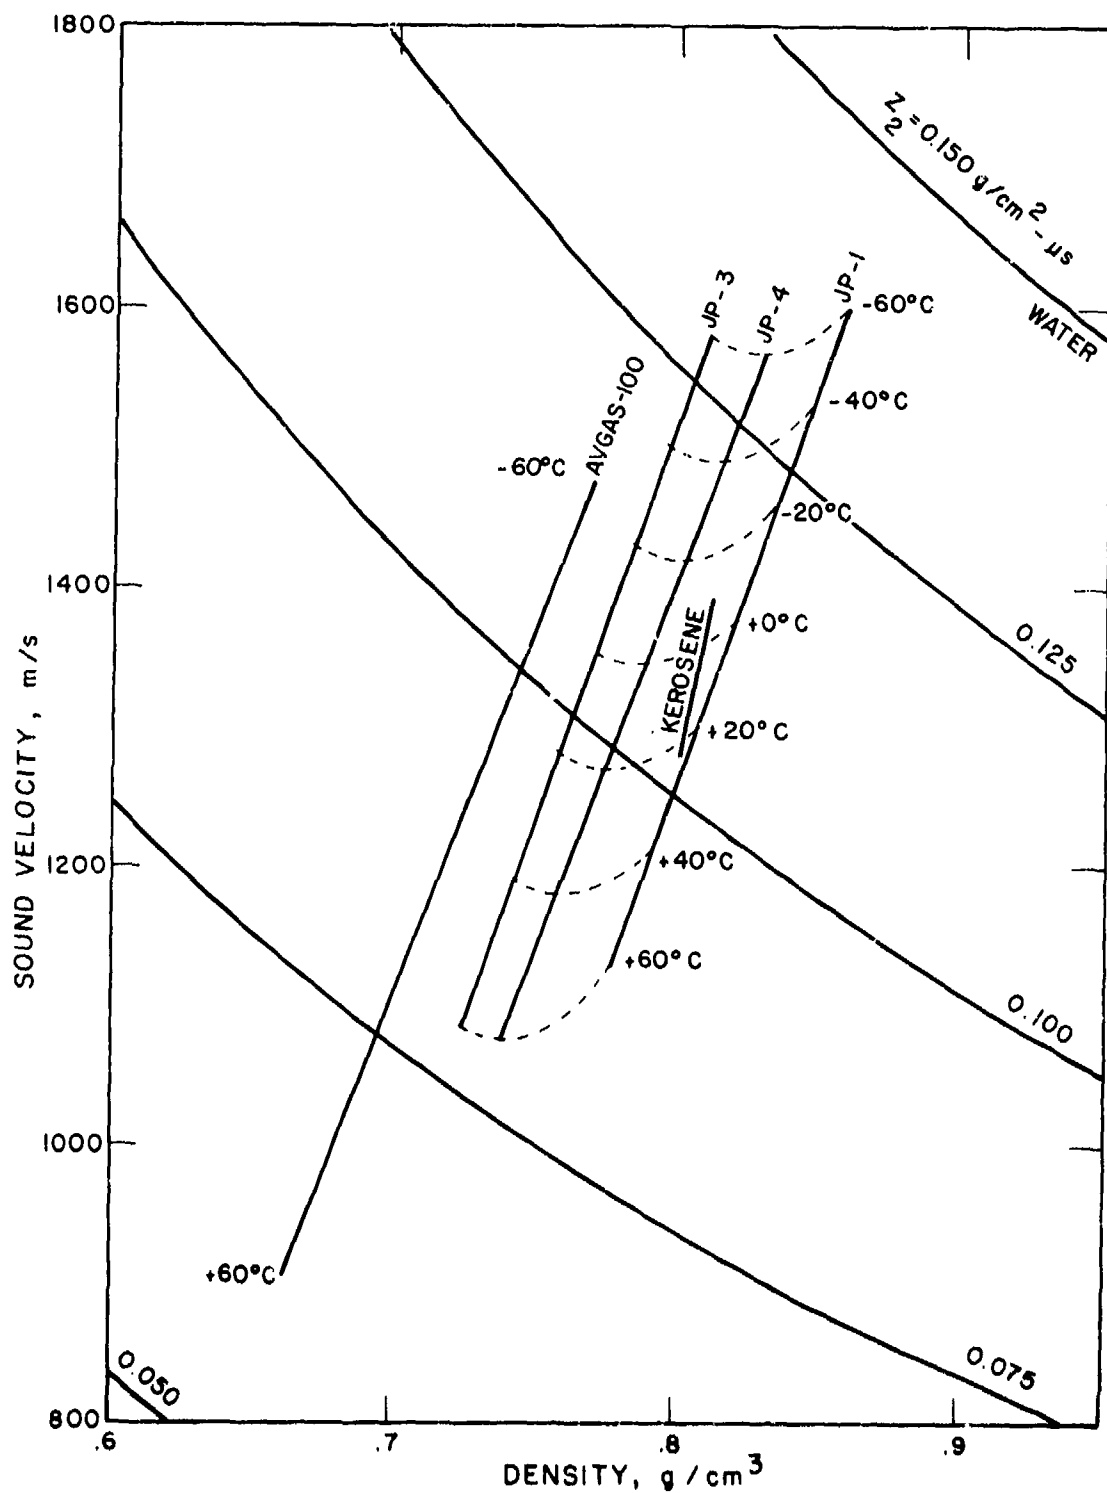 1800
Z₂=0.150 g/cm²-μs
1600
JP-3
JP-4
JP-1
-60°C
WATER
AVGAS-100
-40°C
-60°C
-20°C
1400
KEROSENE
+0°C
0.125
+20°C
SOUND VELOCITY, m/s
1200
+40°C
+60°C
0.100
1000
+60°C
0.075
0.050
800
.6
.7
.8
.9
DENSITY, g/cm³